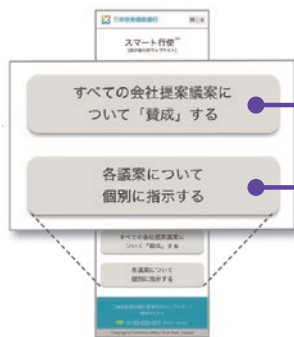 三井住友信託銀行
スマート行使™
すべての会社提案議案に
ついて「賛成」する
各議案について
個別に指示する
すべての会社提案議案に
ついて「賛成」する
各議案について
個別に指示する